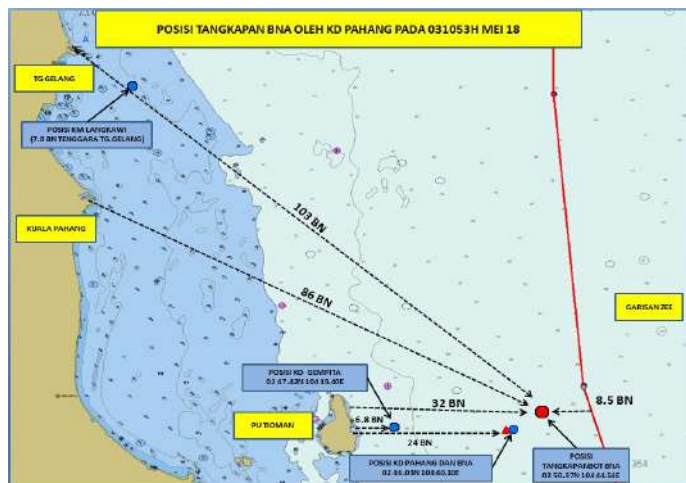 POSISI TANGKAPAN BNA OLEH KD PAHANG PADA 031053H MEI 18
TG GELANG
POSISI KM LANGKAWI
(7.8 BN TENGGARA TG.GELANG)
103 BN
KUALA PAHANG
86 BN
GARISAN ZEE
POSISI KD GEMPITA
32 BN
8.5 BN
6.8 BN
PU TIOMAN
24 BN
POSISI KD PAHANG DAN BNA
POSISI
TANGKAPAN BOT BNA